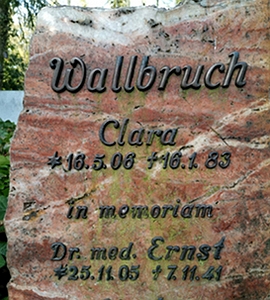 Wallbruch
Clara
*16.5.06 †16.1.83
in memoriam
Dr. med. Ernst
*25.11.05 †7.11.41